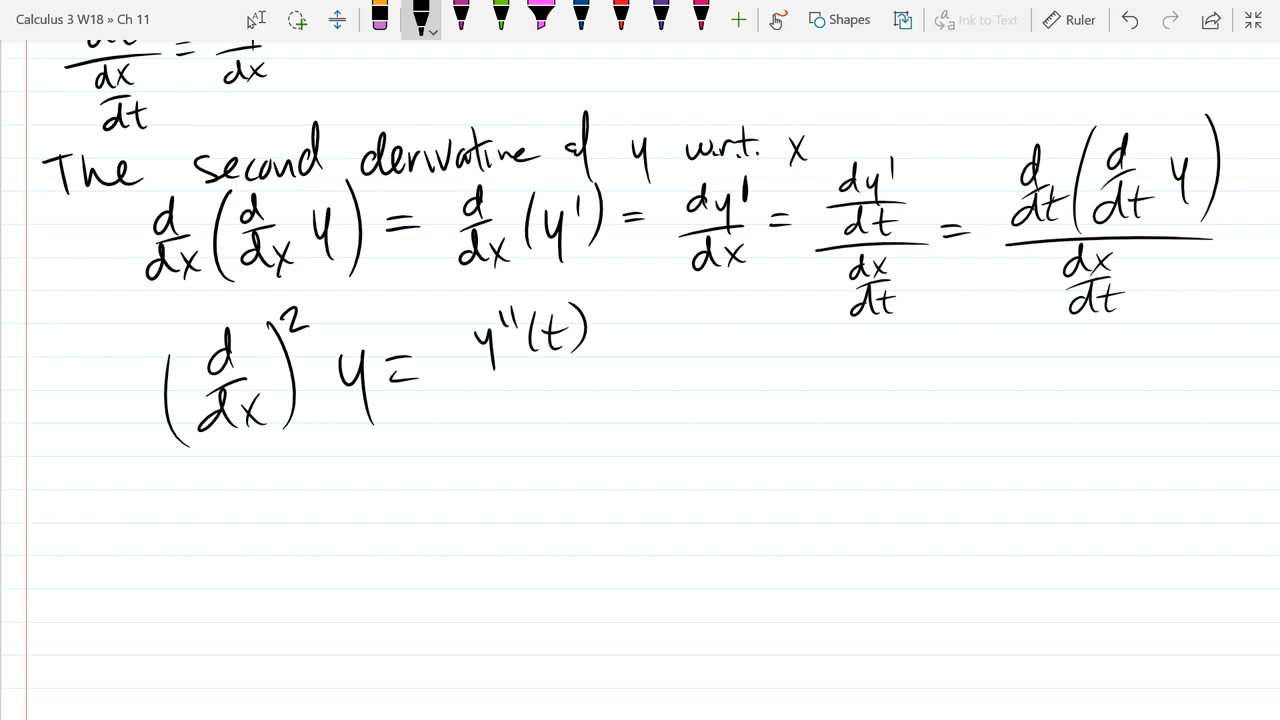 Calculus 3 W18 » Ch 11
Shapes
Ink to Text
Ruler
dx/dt = /dx
The second derivative of y w.r.t. x
d/dx (d/dx y) = d/dx (y') = dy'/dx = (dy'/dt)/(dx/dt) = (d/dt (d/dt y))/(dx/dt)
(d/dx)² y = y''(t)